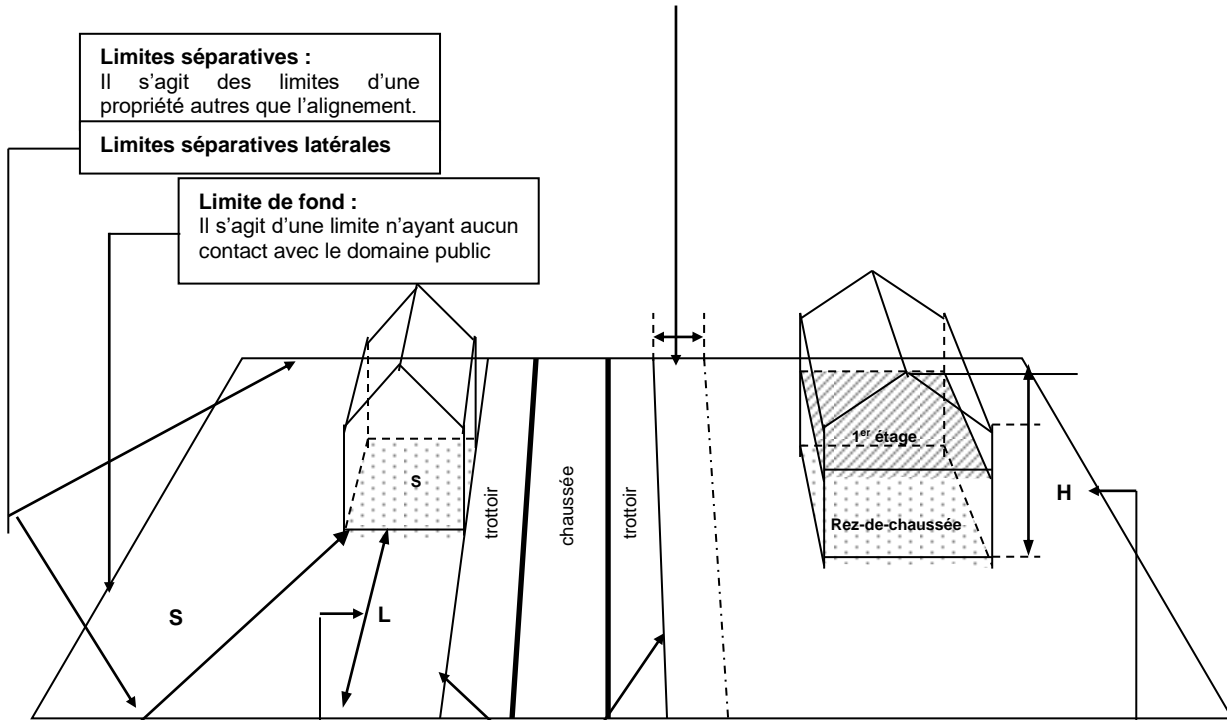 Limites séparatives :
Il s’agit des limites d’une
propriété autres que l’alignement.
Limites séparatives latérales
Limite de fond :
Il s’agit d’une limite n’ayant aucun
contact avec le domaine public
1er étage
S
trottoir
chaussée
trottoir
Rez-de-chaussée
H
S
L